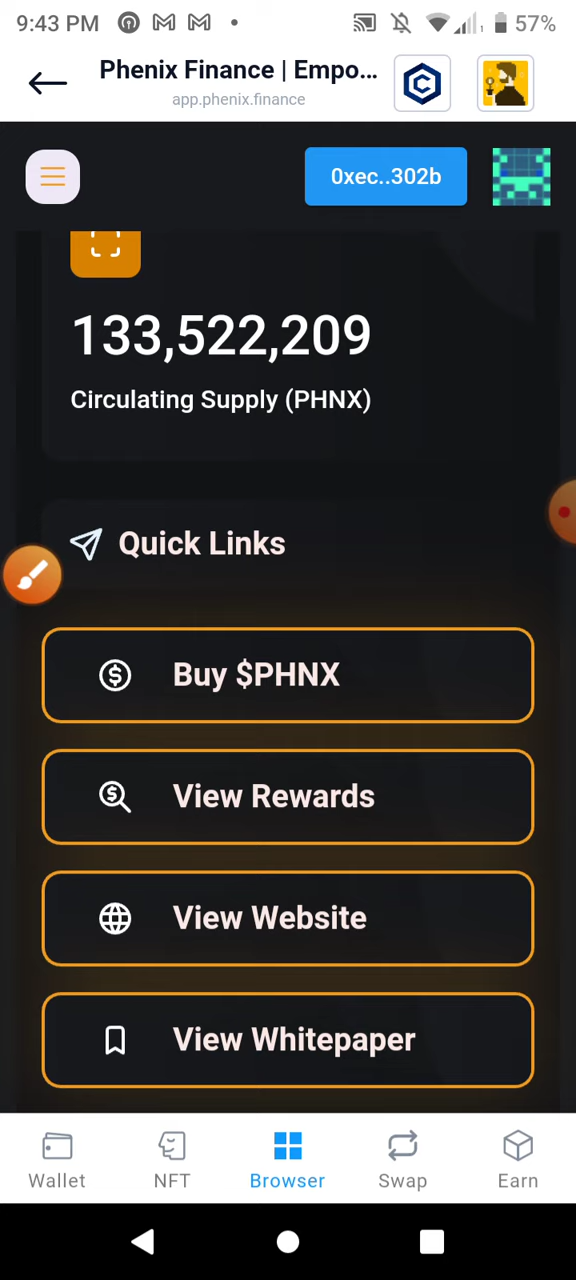 9:43 PM
57%
Phenix Finance | Empo...
app.phenix.finance
0xec..302b
133,522,209
Circulating Supply (PHNX)
Quick Links
Buy $PHNX
View Rewards
View Website
View Whitepaper
Wallet NFT Browser Swap Earn